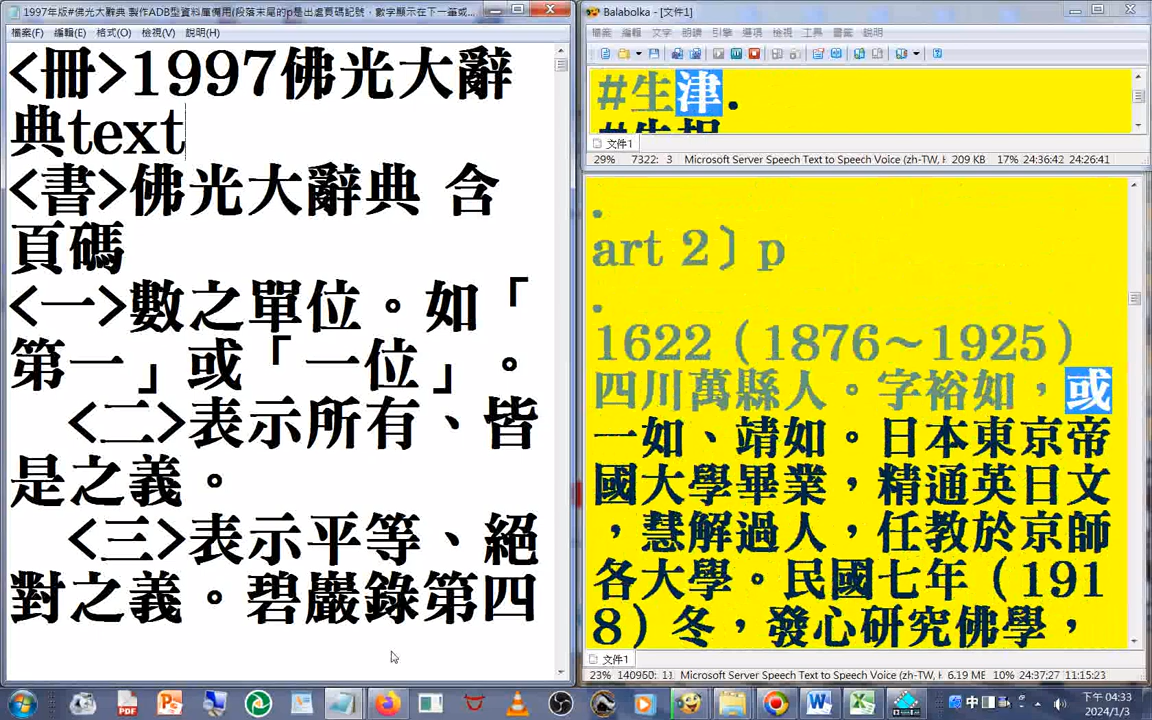 1997年版#佛光大辭典 製作ADB型資料庫備用(段落末尾的p是出處頁碼記號，數字顯示在下一筆或...
檔案(F) 編輯(E) 格式(O) 檢視(V) 說明(H)
<冊>1997佛光大辭
典text
<書>佛光大辭典 含
頁碼
<一>數之單位。如「
第一」或「一位」。
<二>表示所有、皆
是之義。
<三>表示平等、絕
對之義。碧巖錄第四
Balabolka - [文件1]
檔案 編輯 文字 朗讀 引擎 選項 檢視 工具 書籤 說明
#生津.
#生相
文件1
29% 7322: 3 Microsoft Server Speech Text to Speech Voice (zh-TW, H 209 KB 17% 24:36:42 24:26:41
.
art 2〕p
.
1622（1876～1925）
四川萬縣人。字裕如，或
一如、靖如。日本東京帝
國大學畢業，精通英日文
，慧解過人，任教於京師
各大學。民國七年（191
8）冬，發心研究佛學，
文件1
23% 140950: 11 Microsoft Server Speech Text to Speech Voice (zh-TW, H 6.19 ME 10% 24:37:27 11:15:23
中
下午 04:33
2024/1/3